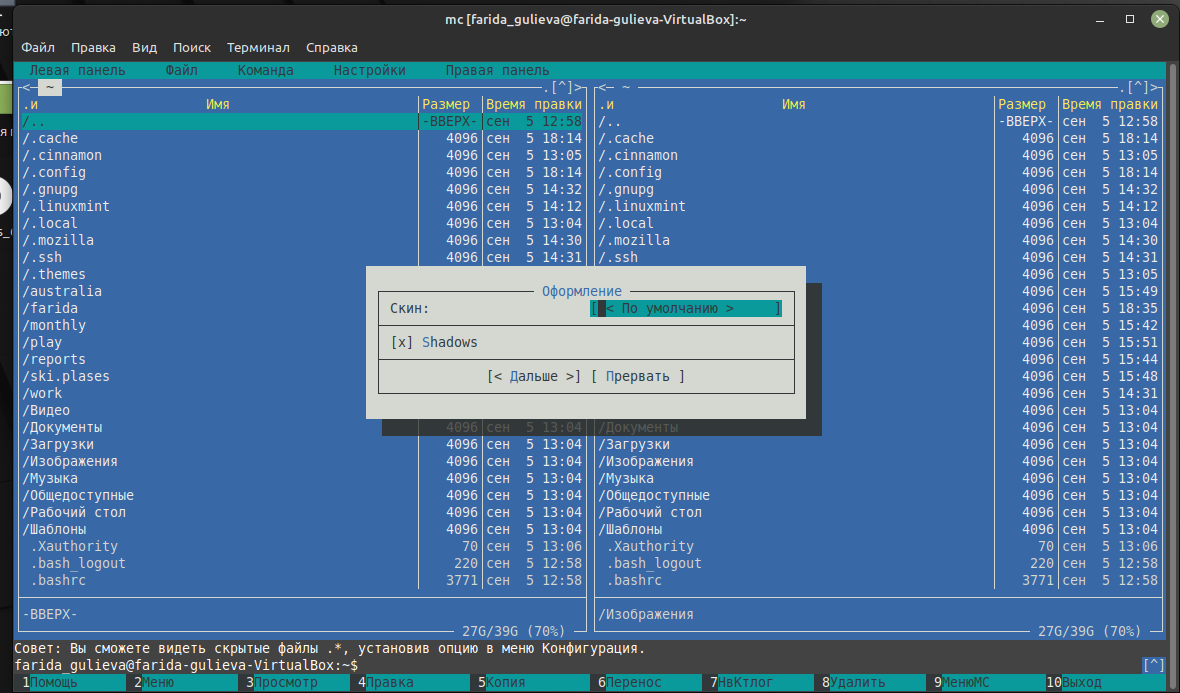 mc [farida_gulieva@farida-gulieva-VirtualBox]:~
Файл Правка Вид Поиск Терминал Справка
Левая панель Файл Команда Настройки Правая панель
<─ ~ .[^]> <─ ~ .[^]>
.и Имя Размер Время правки .и Имя Размер Время правки
/.. -ВВЕРХ- сен 5 12:58 /.. -ВВЕРХ- сен 5 12:58
/.cache 4096 сен 5 18:14 /.cache 4096 сен 5 18:14
/.cinnamon 4096 сен 5 13:05 /.cinnamon 4096 сен 5 13:05
/.config 4096 сен 5 18:14 /.config 4096 сен 5 18:14
/.gnupg 4096 сен 5 14:32 /.gnupg 4096 сен 5 14:32
/.linuxmint 4096 сен 5 14:12 /.linuxmint 4096 сен 5 14:12
/.local 4096 сен 5 13:04 /.local 4096 сен 5 13:04
/.mozilla 4096 сен 5 14:30 /.mozilla 4096 сен 5 14:30
/.ssh 4096 сен 5 14:31 /.ssh 4096 сен 5 14:31
/.themes 4096 сен 5 13:05
/australia Оформление 4096 сен 5 15:49
/farida Скин: [< По умолчанию > ] 4096 сен 5 18:35
/monthly 4096 сен 5 15:42
/play [x] Shadows 4096 сен 5 15:51
/reports 4096 сен 5 15:44
/ski.plases [< Дальше >] [ Прервать ] 4096 сен 5 15:48
/work 4096 сен 5 14:31
/Видео 4096 сен 5 13:04
/Документы 4096 сен 5 13:04 /Документы 4096 сен 5 13:04
/Загрузки 4096 сен 5 13:04 /Загрузки 4096 сен 5 13:04
/Изображения 4096 сен 5 13:04 /Изображения 4096 сен 5 13:04
/Музыка 4096 сен 5 13:04 /Музыка 4096 сен 5 13:04
/Общедоступные 4096 сен 5 13:04 /Общедоступные 4096 сен 5 13:04
/Рабочий стол 4096 сен 5 13:04 /Рабочий стол 4096 сен 5 13:04
/Шаблоны 4096 сен 5 13:04 /Шаблоны 4096 сен 5 13:04
.Xauthority 70 сен 5 13:06 .Xauthority 70 сен 5 13:06
.bash_logout 220 сен 5 12:58 .bash_logout 220 сен 5 12:58
.bashrc 3771 сен 5 12:58 .bashrc 3771 сен 5 12:58
-ВВЕРХ- /Изображения
27G/39G (70%) 27G/39G (70%)
Совет: Вы сможете видеть скрытые файлы .*, установив опцию в меню Конфигурация.
farida_gulieva@farida-gulieva-VirtualBox:~$ [^]
1Помощь 2Меню 3Просмотр 4Правка 5Копия 6Перенос 7НвКтлог 8Удалить 9МенюMC 10Выход